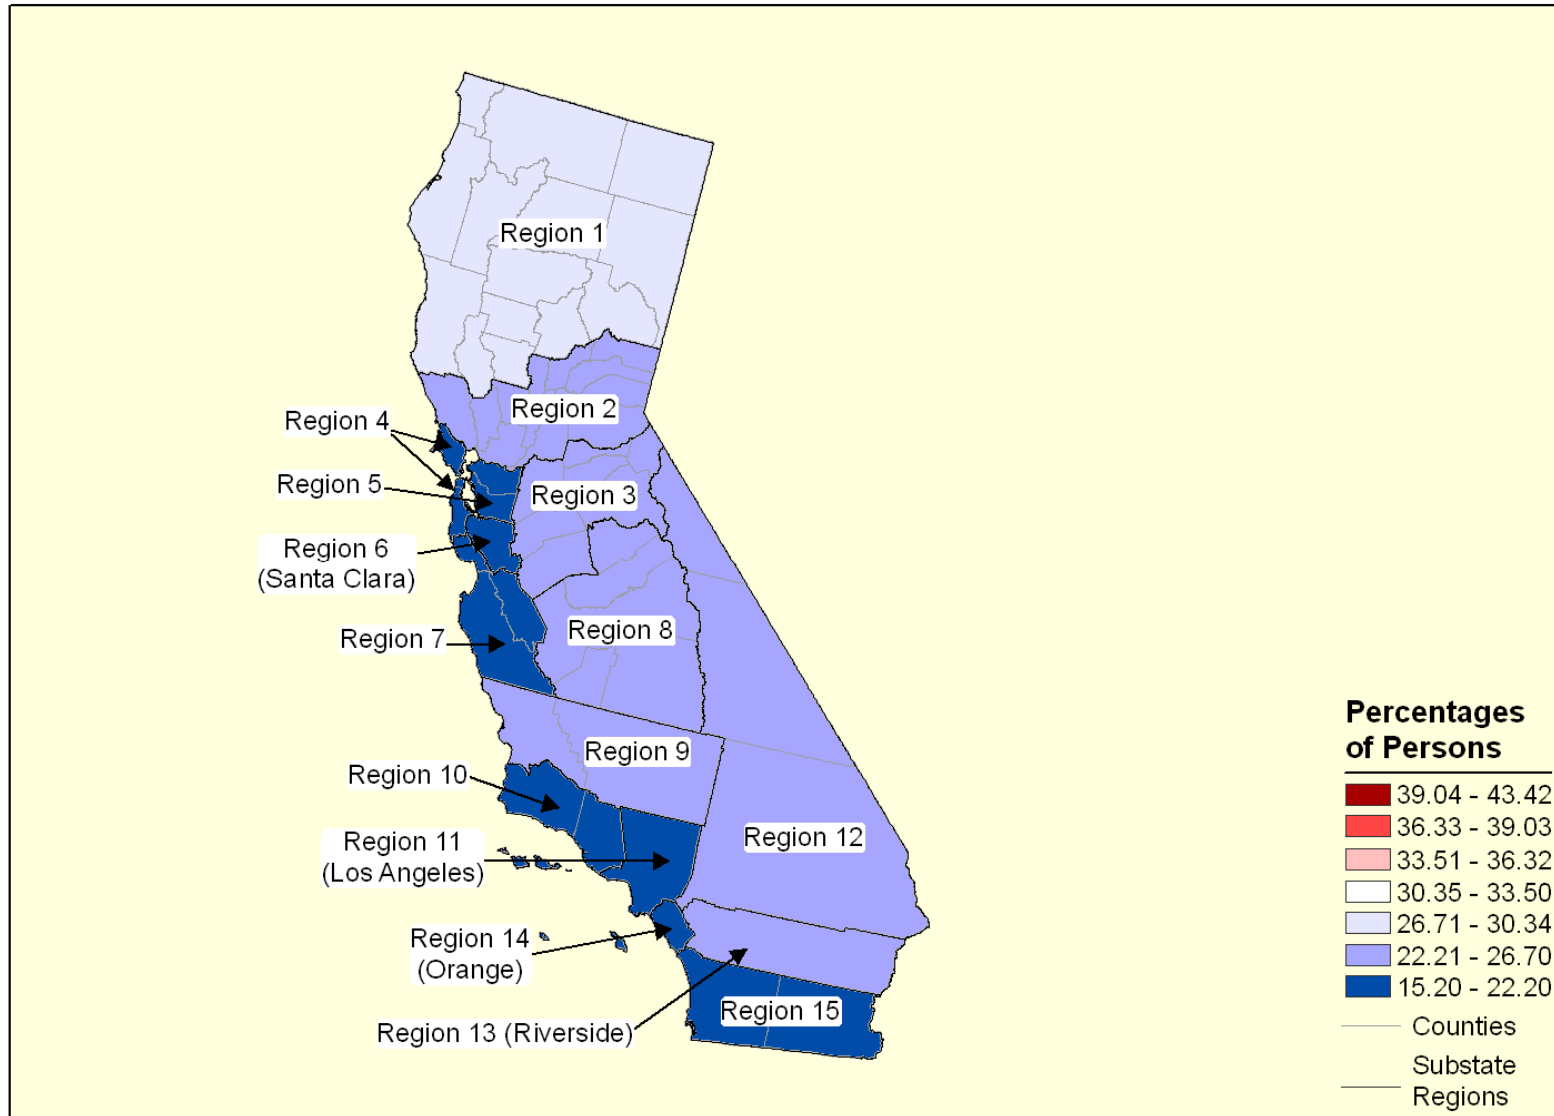 Region 1
Region 2
Region 4
Region 5
Region 3
Region 6
(Santa Clara)
Region 7
Region 8
Region 9
Region 10
Region 11
(Los Angeles)
Region 12
Region 14
(Orange)
Region 15
Region 13 (Riverside)
Percentages
of Persons
39.04 - 43.42
36.33 - 39.03
33.51 - 36.32
30.35 - 33.50
26.71 - 30.34
22.21 - 26.70
15.20 - 22.20
Counties
Substate
Regions